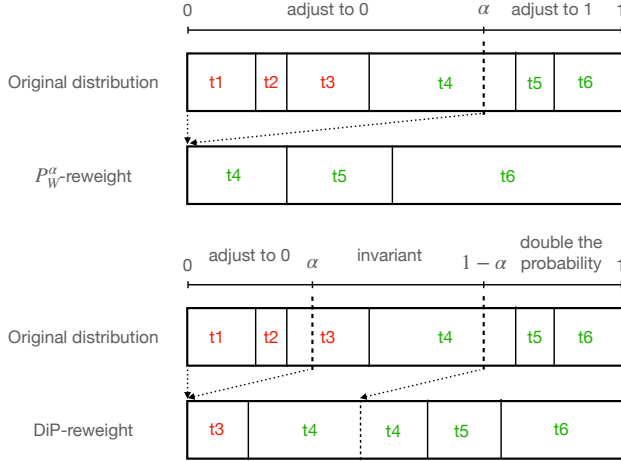 0 adjust to 0 α adjust to 1 1
Original distribution t1 t2 t3 t4 t5 t6
P_W^α-reweight t4 t5 t6
double the
0 adjust to 0 α invariant 1 − α probability 1
Original distribution t1 t2 t3 t4 t5 t6
DiP-reweight t3 t4 t4 t5 t6